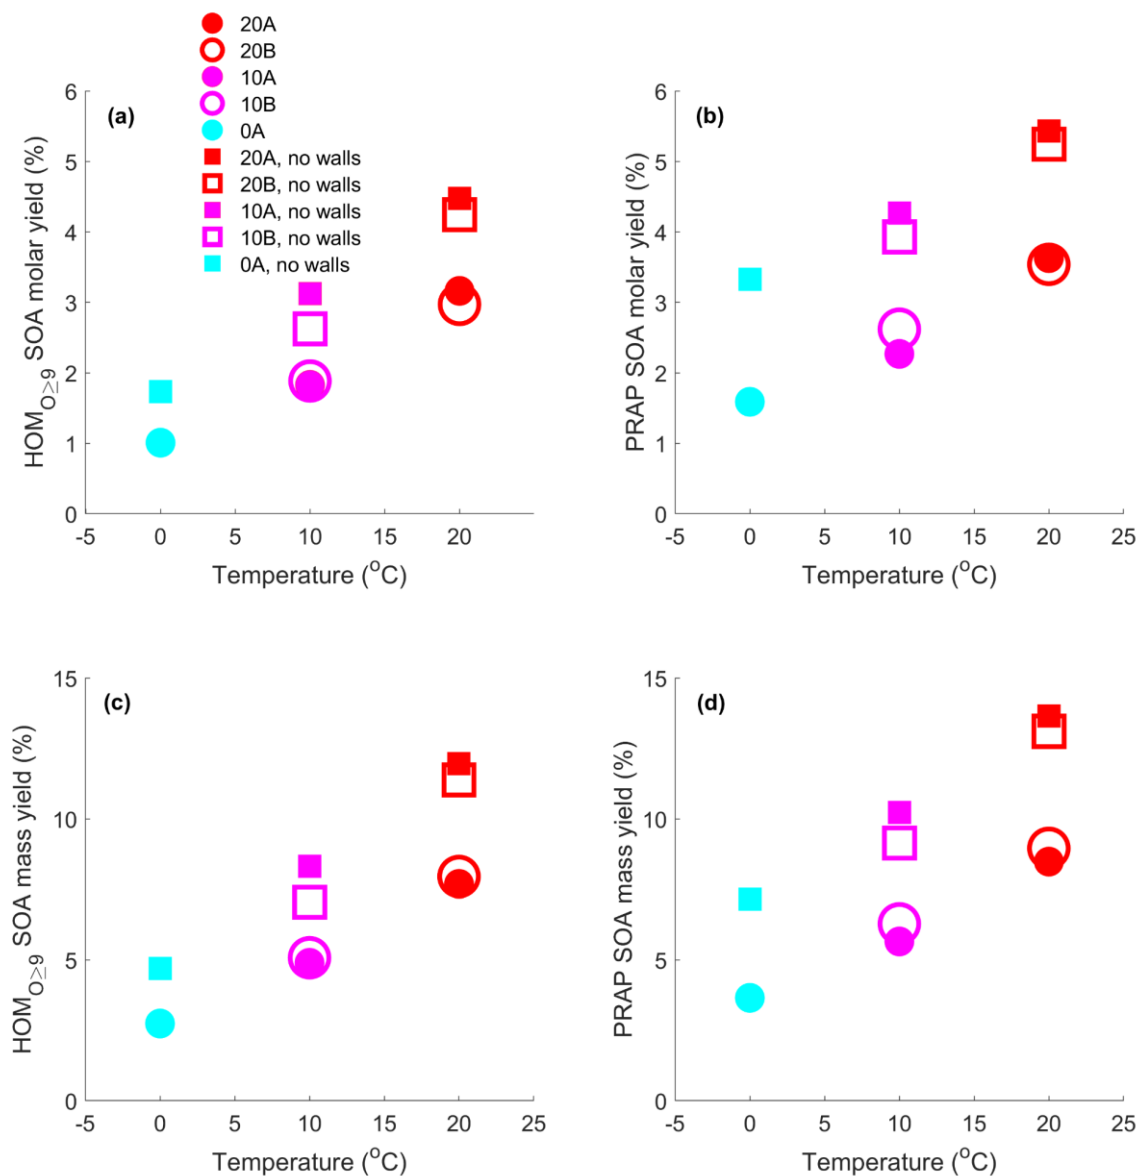 20A
20B
10A
10B
0A
20A, no walls
20B, no walls
10A, no walls
10B, no walls
0A, no walls
(a)
HOM_O≥9 SOA molar yield (%)
6
5
4
3
2
1
0
-5 0 5 10 15 20 25
Temperature (°C)
(b)
PRAP SOA molar yield (%)
6
5
4
3
2
1
0
-5 0 5 10 15 20 25
Temperature (°C)
(c)
HOM_O≥9 SOA mass yield (%)
15
10
5
0
-5 0 5 10 15 20 25
Temperature (°C)
(d)
PRAP SOA mass yield (%)
15
10
5
0
-5 0 5 10 15 20 25
Temperature (°C)